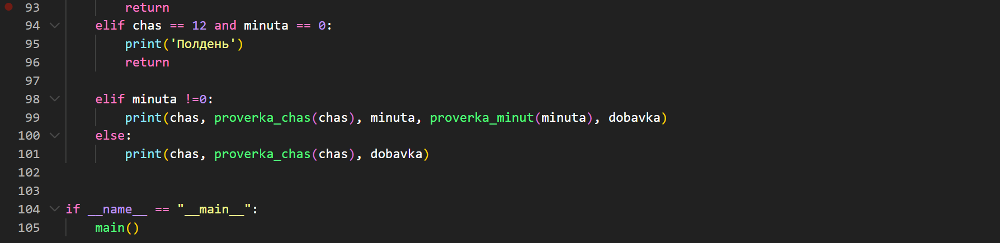 93 return
94 elif chas == 12 and minuta == 0:
95 print('Полдень')
96 return
97
98 elif minuta !=0:
99 print(chas, proverka_chas(chas), minuta, proverka_minut(minuta), dobavka)
100 else:
101 print(chas, proverka_chas(chas), dobavka)
102
103
104 if __name__ == "__main__":
105 main()